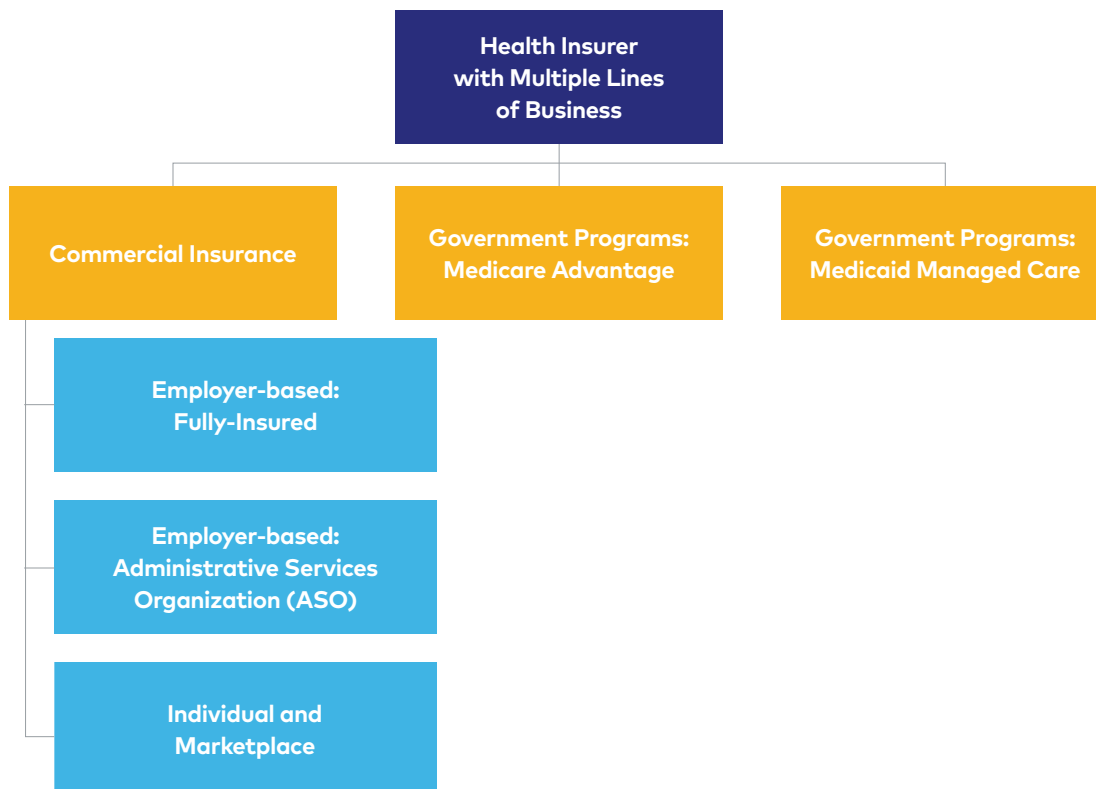 Health Insurer
with Multiple Lines
of Business
Commercial Insurance
Government Programs:
Medicare Advantage
Government Programs:
Medicaid Managed Care
Employer-based:
Fully-Insured
Employer-based:
Administrative Services
Organization (ASO)
Individual and
Marketplace